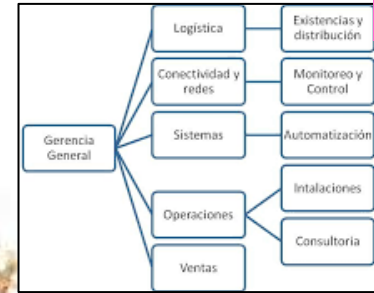 Logística
Existencias y
distribución
Conectividad y
redes
Monitoreo y
Control
Gerencia
General
Sistemas
Automatización
Operaciones
Intalaciones
Consultoria
Ventas